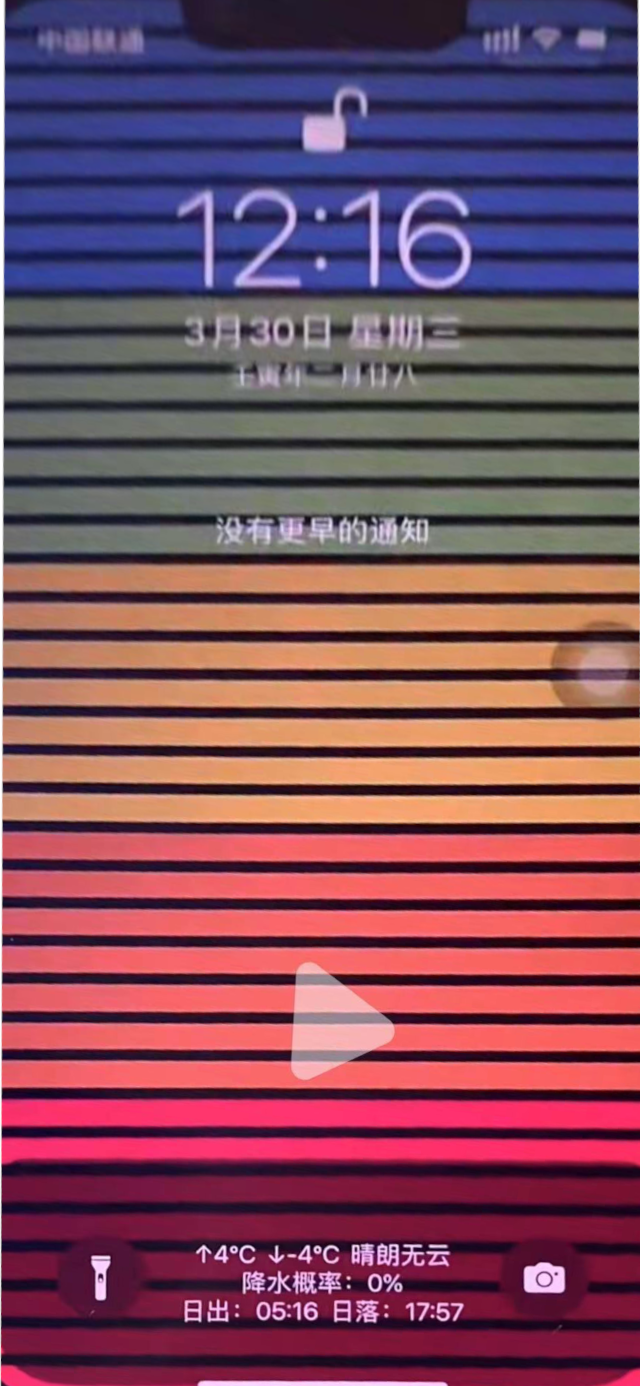 中国联通
12:16
3月30日 星期三
壬寅年二月廿八
没有更早的通知
↑4°C ↓-4°C 晴朗无云
降水概率：0%
日出：05:16 日落：17:57